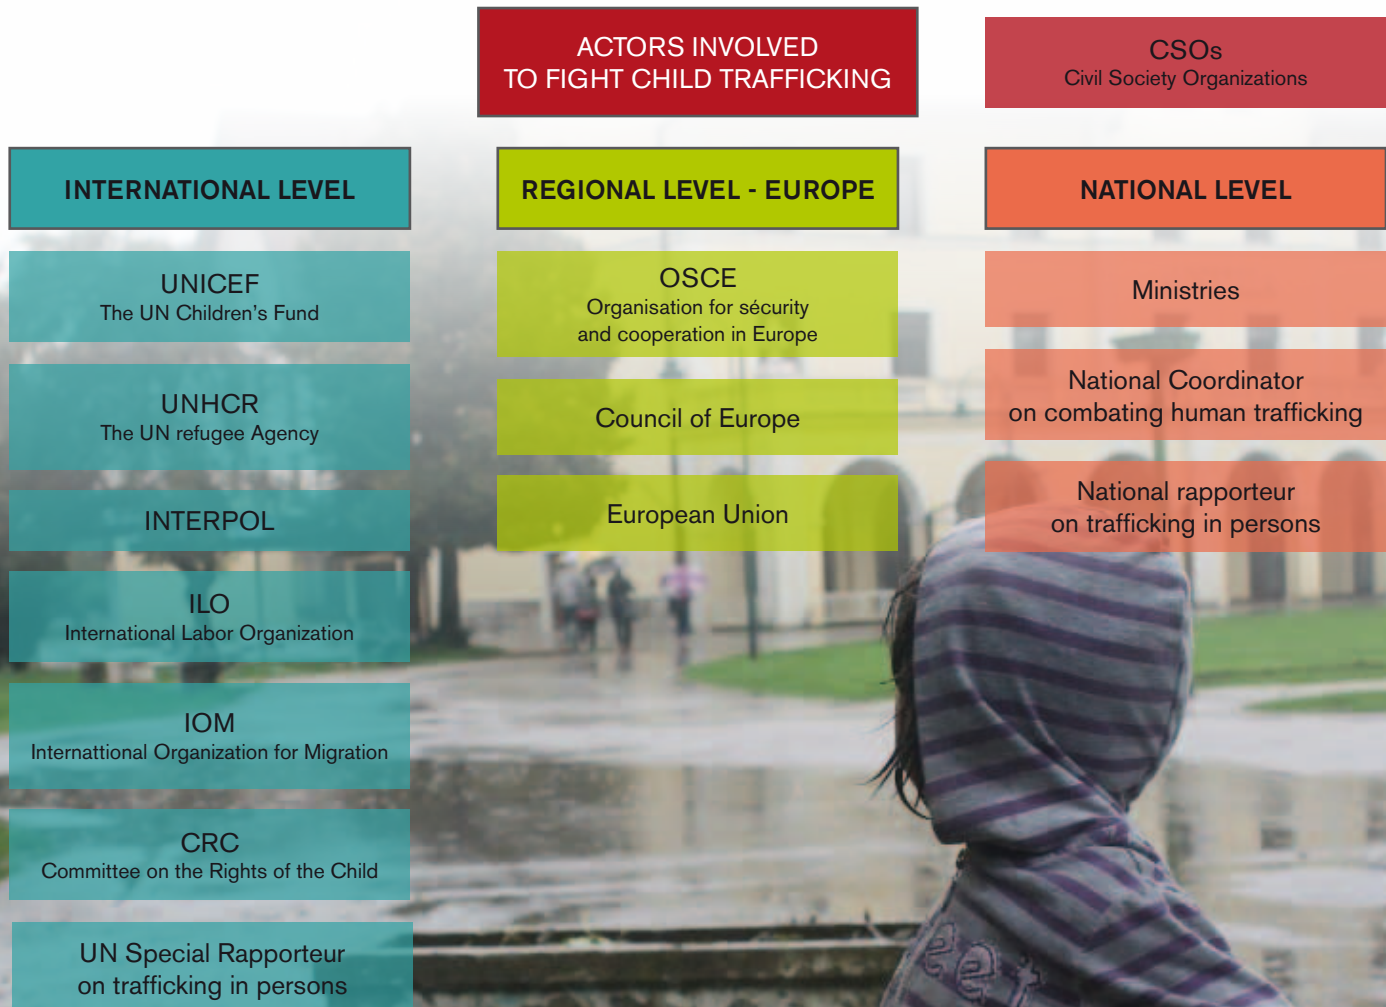 ACTORS INVOLVED
TO FIGHT CHILD TRAFFICKING
CSOs
Civil Society Organizations
INTERNATIONAL LEVEL
UNICEF
The UN Children's Fund
UNHCR
The UN refugee Agency
INTERPOL
ILO
International Labor Organization
IOM
Internattional Organization for Migration
CRC
Committee on the Rights of the Child
UN Special Rapporteur
on trafficking in persons
REGIONAL LEVEL - EUROPE
OSCE
Organisation for sécurity
and cooperation in Europe
Council of Europe
European Union
NATIONAL LEVEL
Ministries
National Coordinator
on combating human trafficking
National rapporteur
on trafficking in persons